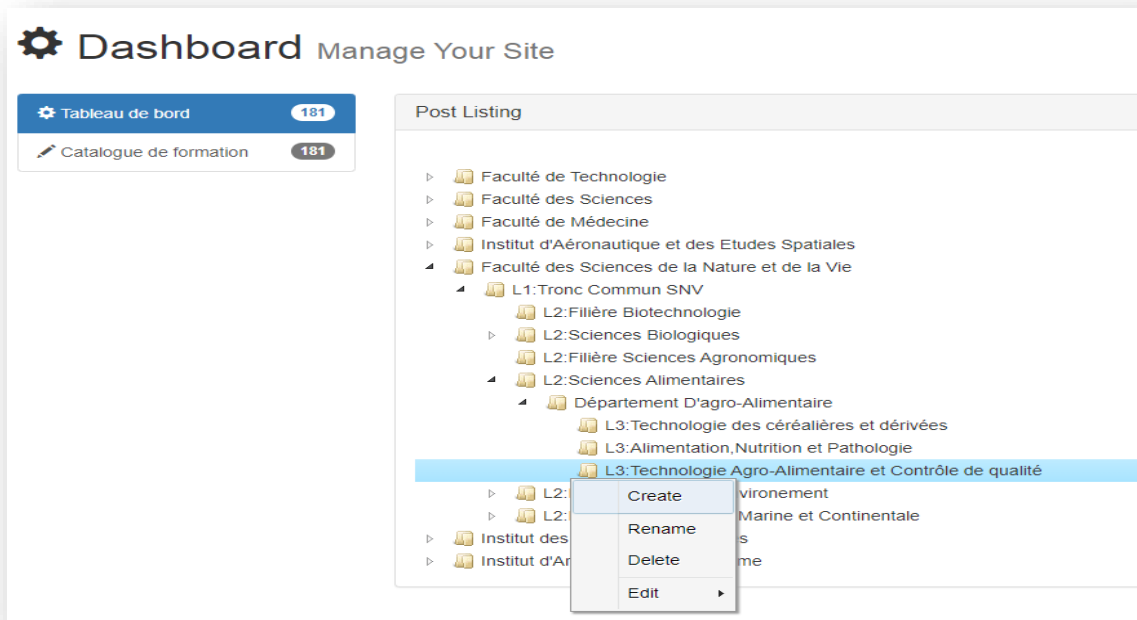 Dashboard Manage Your Site
Tableau de bord 181
Catalogue de formation 181
Post Listing
Faculté de Technologie
Faculté des Sciences
Faculté de Médecine
Institut d'Aéronautique et des Etudes Spatiales
Faculté des Sciences de la Nature et de la Vie
L1:Tronc Commun SNV
L2:Filière Biotechnologie
L2:Sciences Biologiques
L2:Filière Sciences Agronomiques
L2:Sciences Alimentaires
Département D'agro-Alimentaire
L3:Technologie des céréalières et dérivées
L3:Alimentation,Nutrition et Pathologie
L3:Technologie Agro-Alimentaire et Contrôle de qualité
L2: vironement
L2: Marine et Continentale
Institut des s
Institut d'Ar me
Create
Rename
Delete
Edit